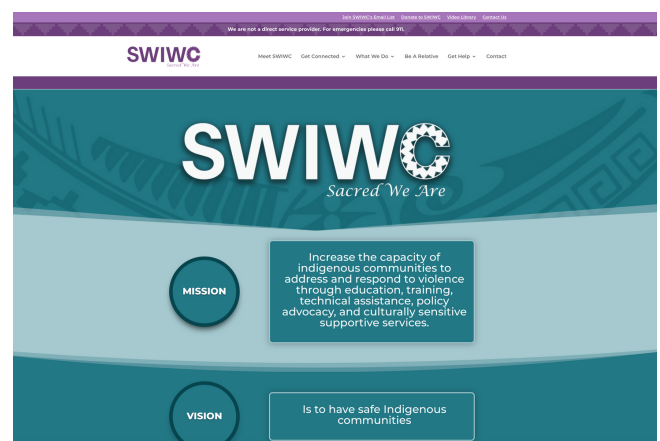 Join SWIWC's Email List Donate to SWIWC Video Library Contact Us
We are not a direct service provider. For emergencies please call 911.
SWIWC
Sacred We Are
Meet SWIWC Get Connected What We Do Be A Relative Get Help Contact
SWIWC
Sacred We Are
MISSION
Increase the capacity of
indigenous communities to
address and respond to violence
through education, training,
technical assistance, policy
advocacy, and culturally sensitive
supportive services.
VISION
Is to have safe Indigenous
communities